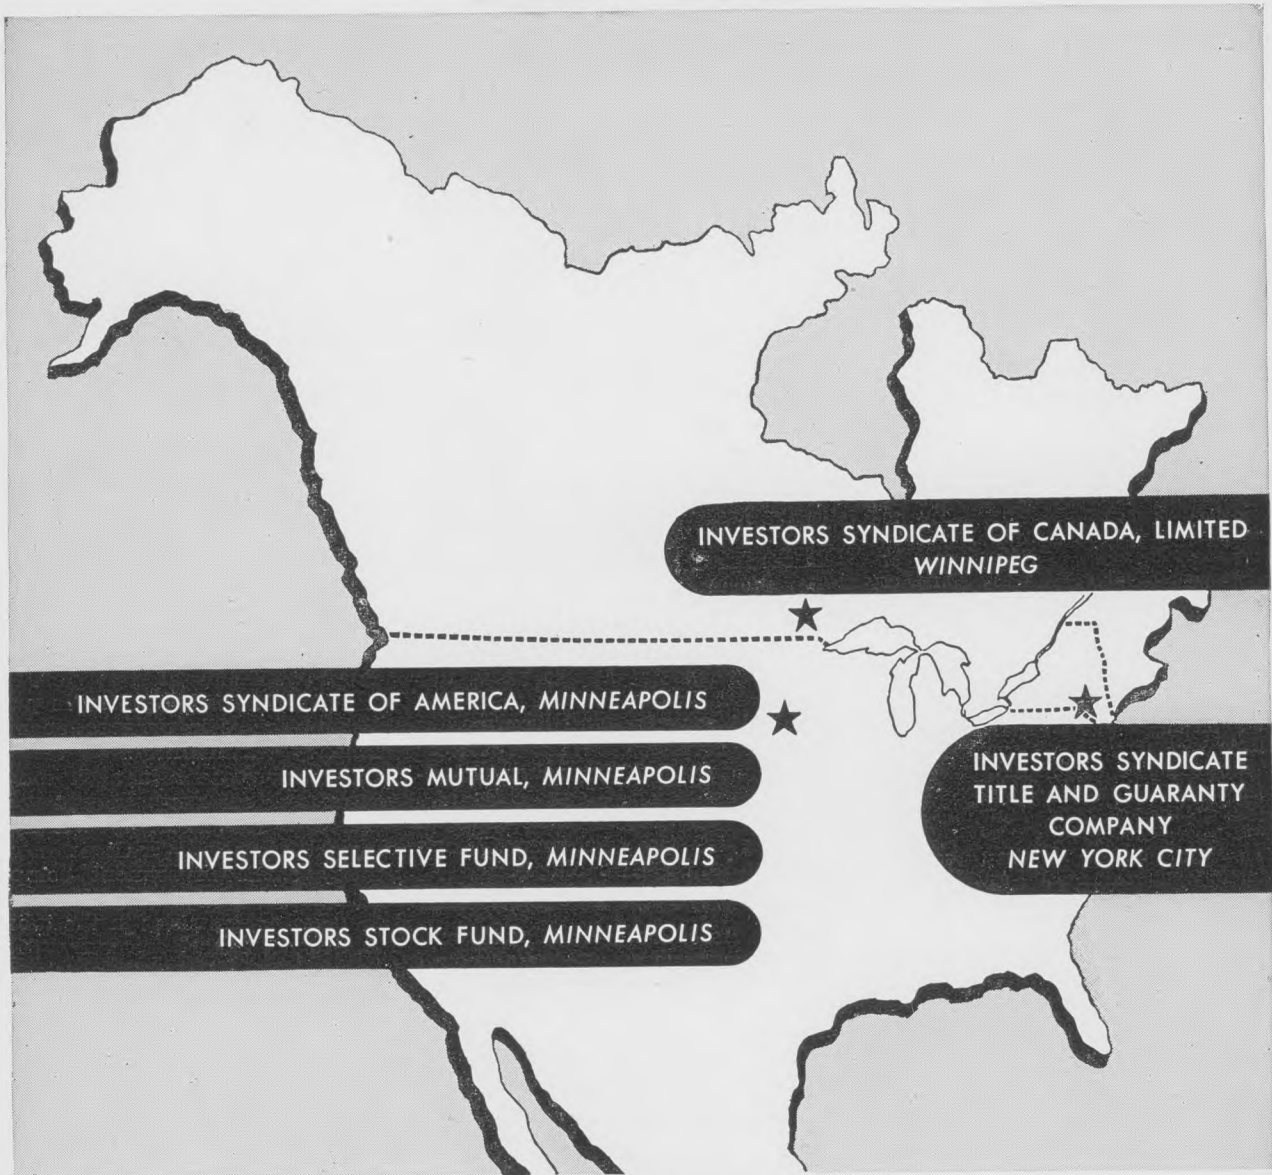 INVESTORS SYNDICATE OF CANADA, LIMITED
WINNIPEG
INVESTORS SYNDICATE OF AMERICA, MINNEAPOLIS
INVESTORS MUTUAL, MINNEAPOLIS
INVESTORS SELECTIVE FUND, MINNEAPOLIS
INVESTORS STOCK FUND, MINNEAPOLIS
INVESTORS SYNDICATE
TITLE AND GUARANTY
COMPANY
NEW YORK CITY